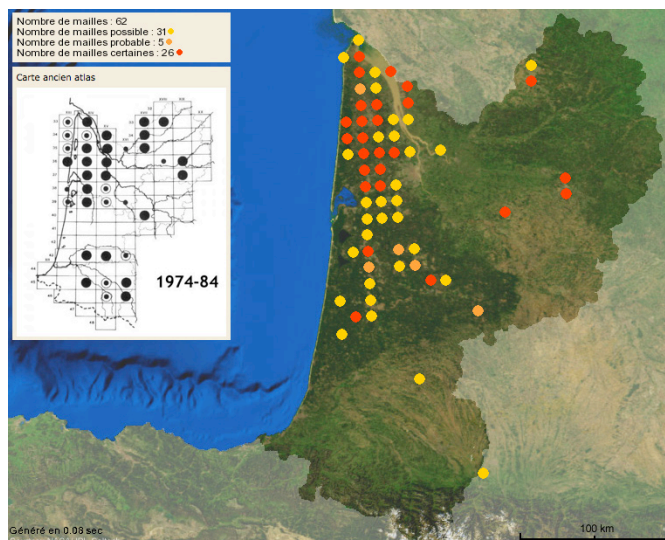 Nombre de mailles : 62
Nombre de mailles possible : 31
Nombre de mailles probable : 5
Nombre de mailles certaines : 26
Carte ancien atlas
1974-84
Généré en 0.08 sec
100 km